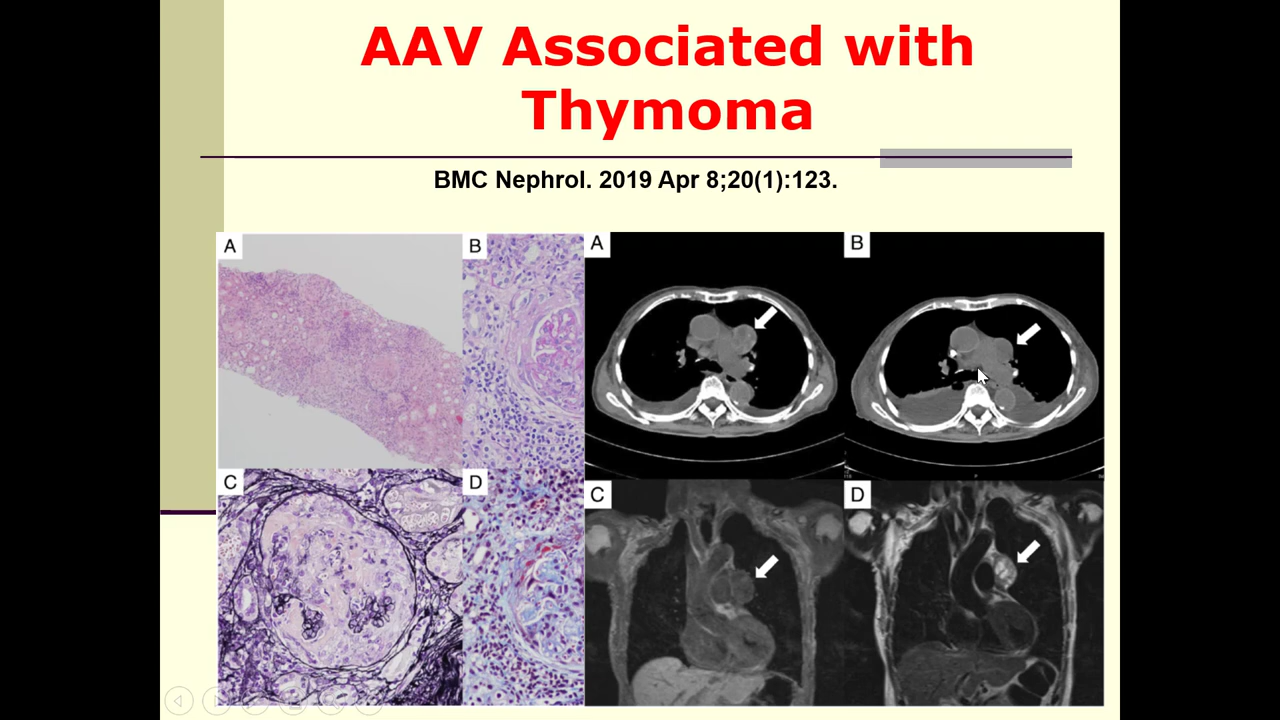 AAV Associated with
Thymoma
BMC Nephrol. 2019 Apr 8;20(1):123.
A
B
A
B
C
D
C
D